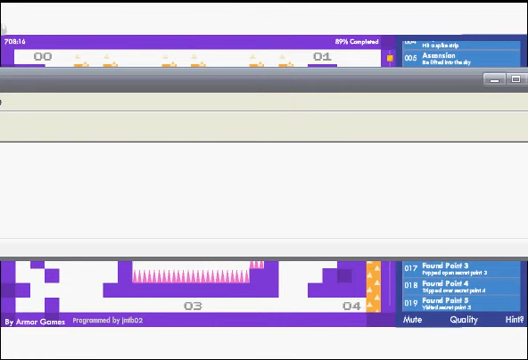 708:16
89% Completed
00
01
004
Hit a spike strip
005 Ascension
Be lifted into the sky
017 Found Point 3
Popped open secret point 3
018 Found Point 4
Tripped over secret point 4
019 Found Point 5
Visited secret point 5
03
04
By Armor Games
Programmed by jmtb02
Mute
Quality
Hint?